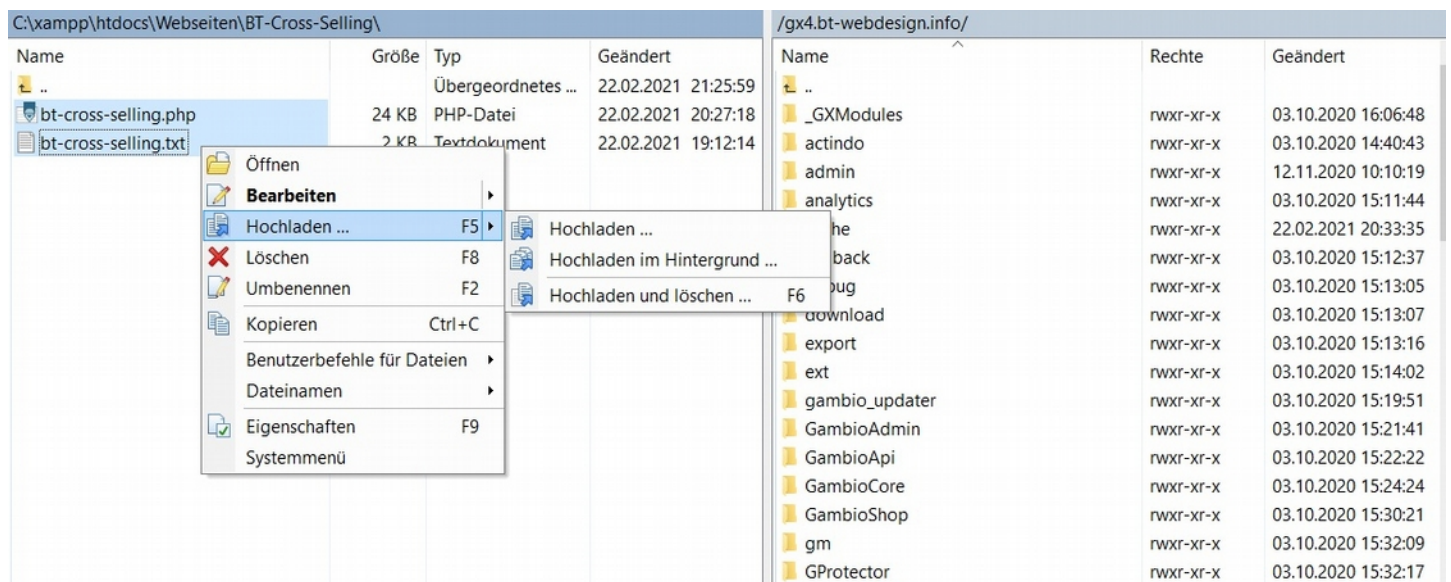 C:\xampp\htdocs\Webseiten\BT-Cross-Selling\
Name Größe Typ Geändert
.. Übergeordnetes ... 22.02.2021 21:25:59
bt-cross-selling.php 24 KB PHP-Datei 22.02.2021 20:27:18
bt-cross-selling.txt 2 KB Textdokument 22.02.2021 19:12:14
Öffnen
Bearbeiten
Hochladen ... F5
Löschen F8
Umbenennen F2
Kopieren Ctrl+C
Benutzerbefehle für Dateien
Dateinamen
Eigenschaften F9
Systemmenü
Hochladen ...
Hochladen im Hintergrund ...
Hochladen und löschen ... F6
/gx4.bt-webdesign.info/
Name Rechte Geändert
..
_GXModules rwxr-xr-x 03.10.2020 16:06:48
actindo rwxr-xr-x 03.10.2020 14:40:43
admin rwxr-xr-x 12.11.2020 10:10:19
analytics rwxr-xr-x 03.10.2020 15:11:44
he rwxr-xr-x 22.02.2021 20:33:35
back rwxr-xr-x 03.10.2020 15:12:37
ug rwxr-xr-x 03.10.2020 15:13:05
download rwxr-xr-x 03.10.2020 15:13:07
export rwxr-xr-x 03.10.2020 15:13:16
ext rwxr-xr-x 03.10.2020 15:14:02
gambio_updater rwxr-xr-x 03.10.2020 15:19:51
GambioAdmin rwxr-xr-x 03.10.2020 15:21:41
GambioApi rwxr-xr-x 03.10.2020 15:22:22
GambioCore rwxr-xr-x 03.10.2020 15:24:24
GambioShop rwxr-xr-x 03.10.2020 15:30:21
gm rwxr-xr-x 03.10.2020 15:32:09
GProtector rwxr-xr-x 03.10.2020 15:32:17